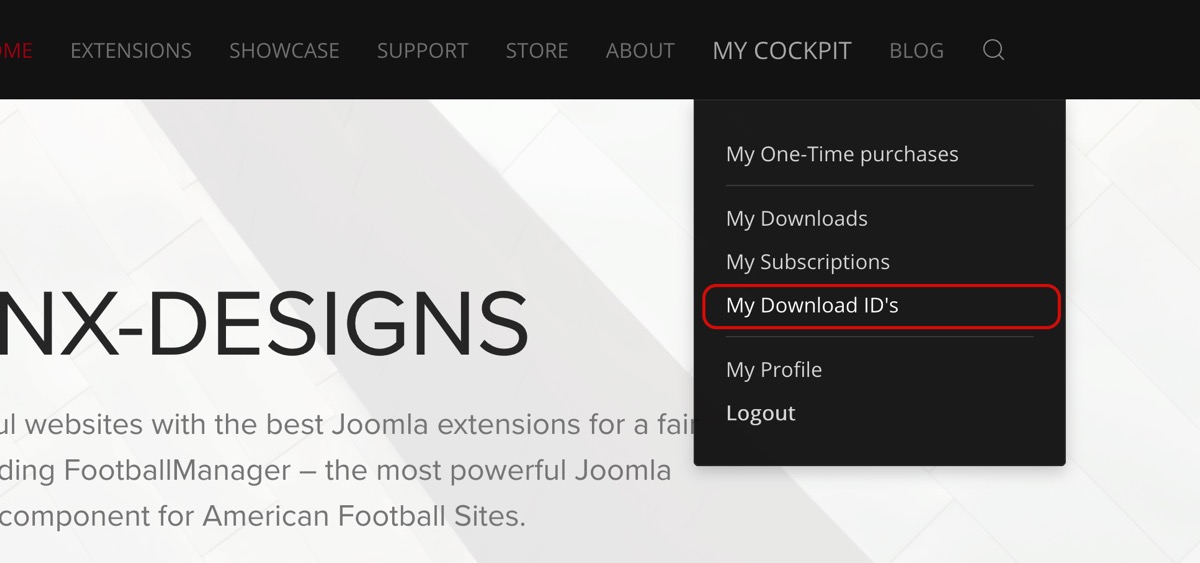 OME EXTENSIONS SHOWCASE SUPPORT STORE ABOUT MY COCKPIT BLOG
My One-Time purchases
My Downloads
My Subscriptions
My Download ID's
My Profile
Logout
NX-DESIGNS
ul websites with the best Joomla extensions for a fair
ding FootballManager – the most powerful Joomla
component for American Football Sites.